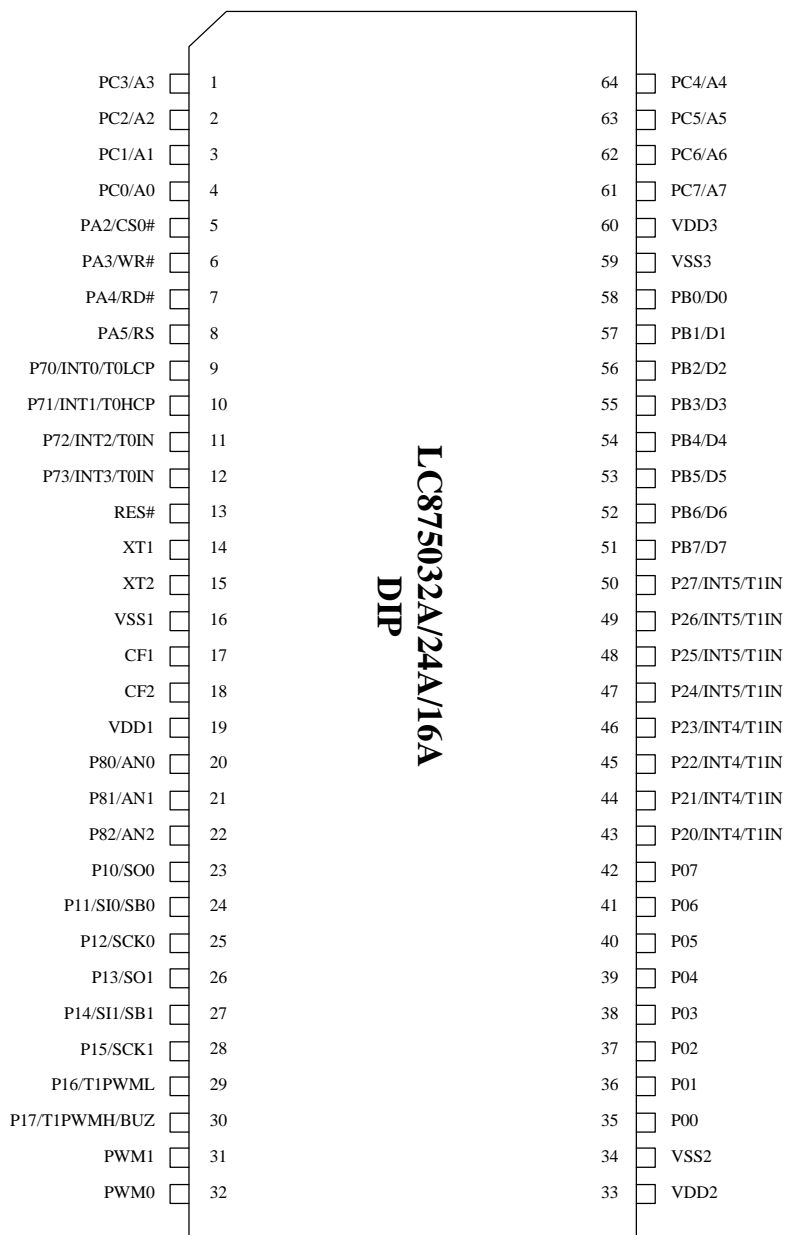 PC3/A3 1 64 PC4/A4
PC2/A2 2 63 PC5/A5
PC1/A1 3 62 PC6/A6
PC0/A0 4 61 PC7/A7
PA2/CS0# 5 60 VDD3
PA3/WR# 6 59 VSS3
PA4/RD# 7 58 PB0/D0
PA5/RS 8 57 PB1/D1
P70/INT0/T0LCP 9 56 PB2/D2
P71/INT1/T0HCP 10 55 PB3/D3
P72/INT2/T0IN 11 54 PB4/D4
P73/INT3/T0IN 12 53 PB5/D5
RES# 13 52 PB6/D6
XT1 14 51 PB7/D7
XT2 15 50 P27/INT5/T1IN
VSS1 16 49 P26/INT5/T1IN
CF1 17 48 P25/INT5/T1IN
CF2 18 47 P24/INT5/T1IN
VDD1 19 46 P23/INT4/T1IN
P80/AN0 20 45 P22/INT4/T1IN
P81/AN1 21 44 P21/INT4/T1IN
P82/AN2 22 43 P20/INT4/T1IN
P10/SO0 23 42 P07
P11/SI0/SB0 24 41 P06
P12/SCK0 25 40 P05
P13/SO1 26 39 P04
P14/SI1/SB1 27 38 P03
P15/SCK1 28 37 P02
P16/T1PWML 29 36 P01
P17/T1PWMH/BUZ 30 35 P00
PWM1 31 34 VSS2
PWM0 32 33 VDD2
LC875032A/24A/16A
DIP